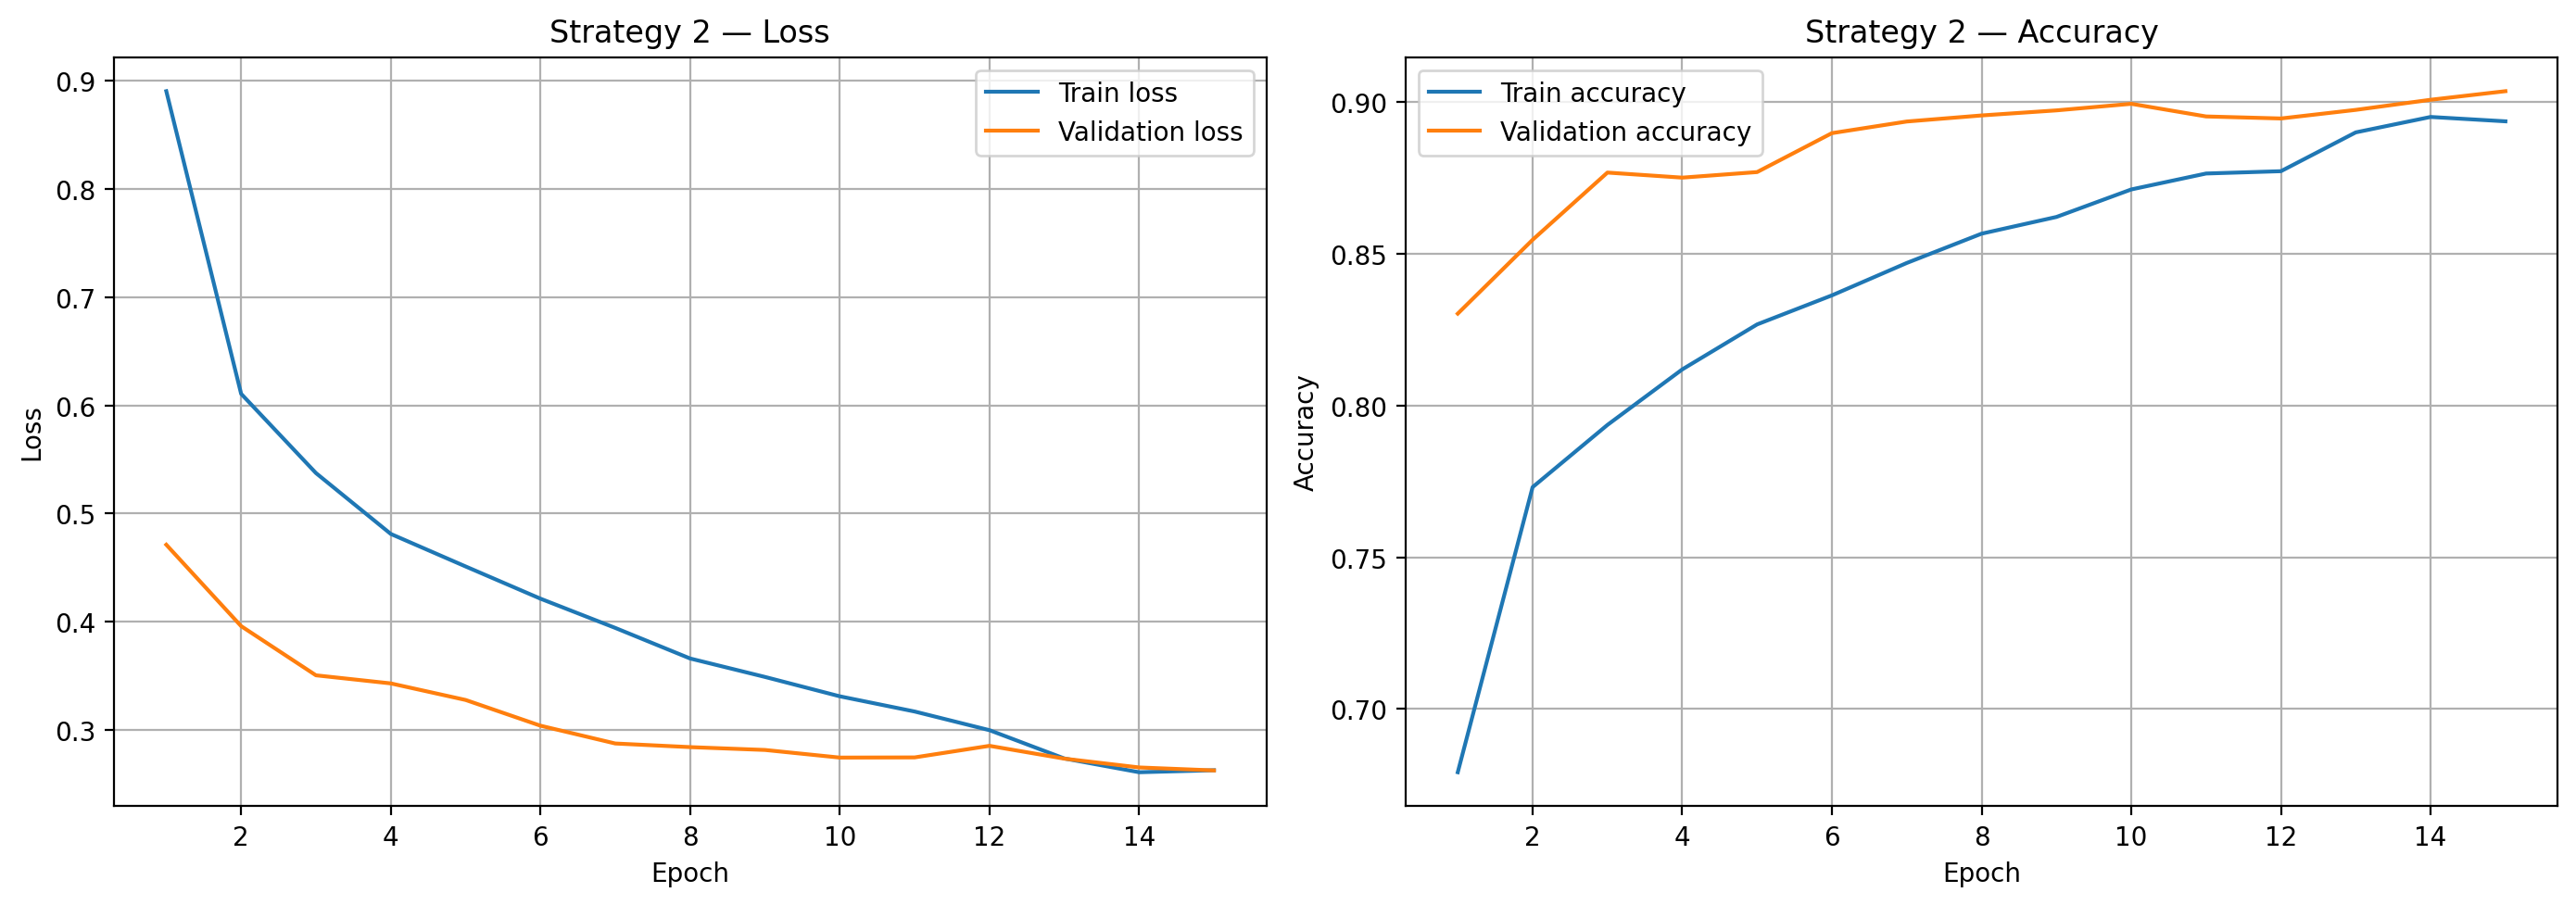 Strategy 2 — Loss
0.9
0.8
0.7
0.6
0.5
0.4
0.3
Loss
Train loss
Validation loss
2 4 6 8 10 12 14
Epoch
Strategy 2 — Accuracy
0.90
0.85
0.80
0.75
0.70
Accuracy
Train accuracy
Validation accuracy
2 4 6 8 10 12 14
Epoch